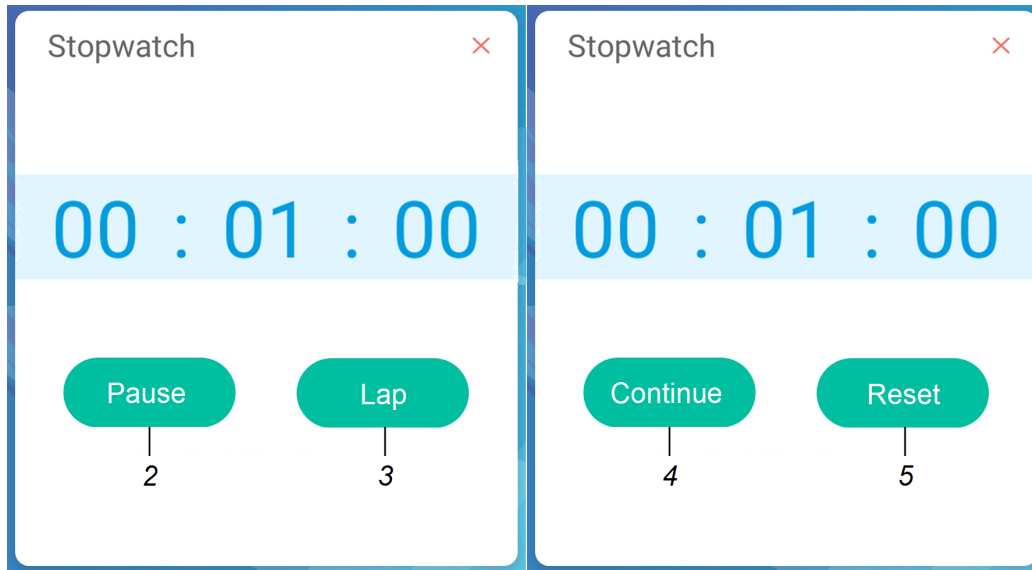 Stopwatch
00 : 01 : 00
Pause Lap
2 3
Stopwatch
00 : 01 : 00
Continue Reset
4 5